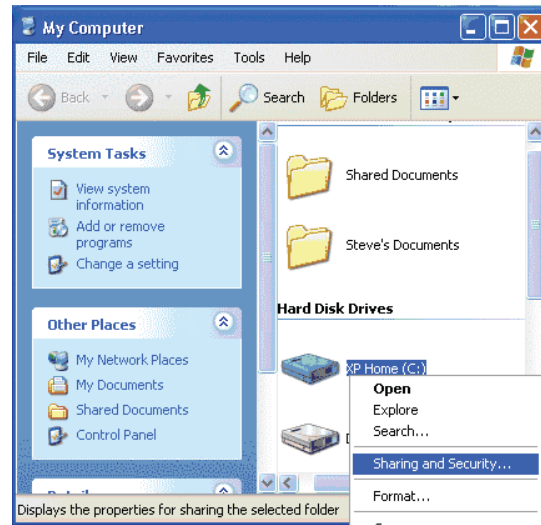 My Computer
File Edit View Favorites Tools Help
Back Search Folders
System Tasks
View system
information
Add or remove
programs
Change a setting
Other Places
My Network Places
My Documents
Shared Documents
Control Panel
Shared Documents
Steve's Documents
Hard Disk Drives
XP Home (C:)
Open
Explore
Search...
Sharing and Security...
Format...
Displays the properties for sharing the selected folder